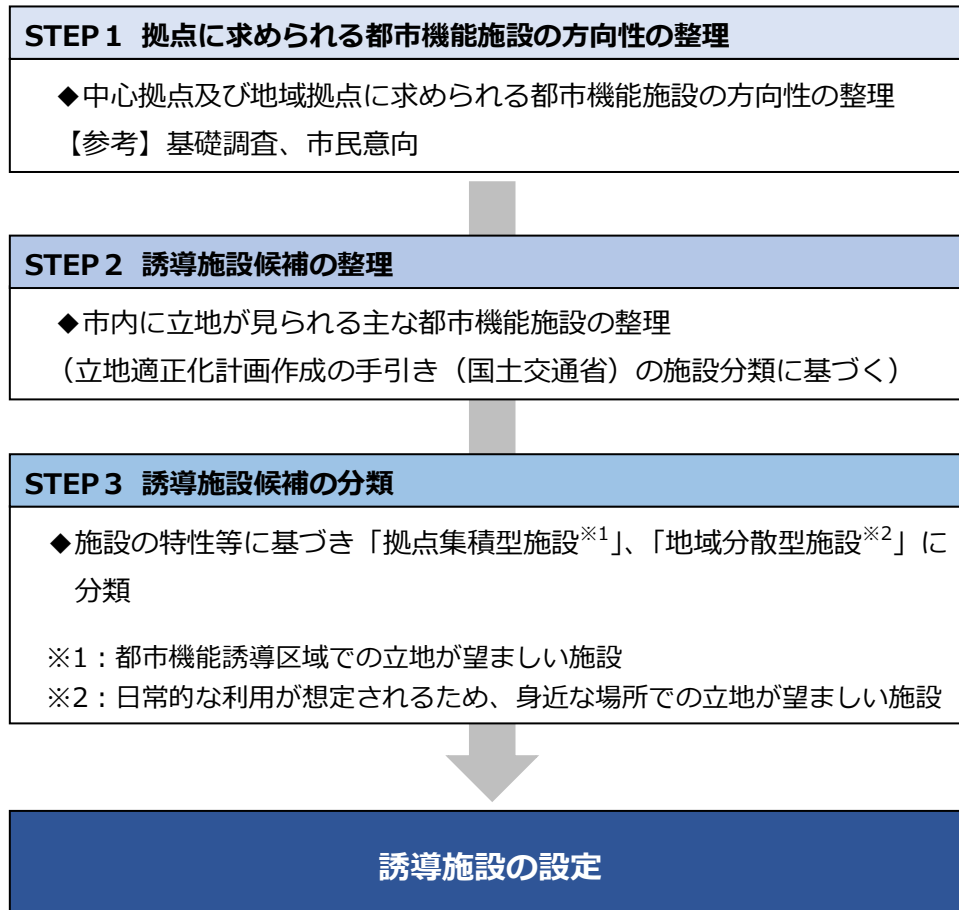 STEP１ 拠点に求められる都市機能施設の方向性の整理
◆中心拠点及び地域拠点に求められる都市機能施設の方向性の整理
【参考】基礎調査、市民意向
STEP２ 誘導施設候補の整理
◆市内に立地が見られる主な都市機能施設の整理
（立地適正化計画作成の手引き（国土交通省）の施設分類に基づく）
STEP３ 誘導施設候補の分類
◆施設の特性等に基づき「拠点集積型施設※1」、「地域分散型施設※2」に
分類
※1：都市機能誘導区域での立地が望ましい施設
※2：日常的な利用が想定されるため、身近な場所での立地が望ましい施設
誘導施設の設定